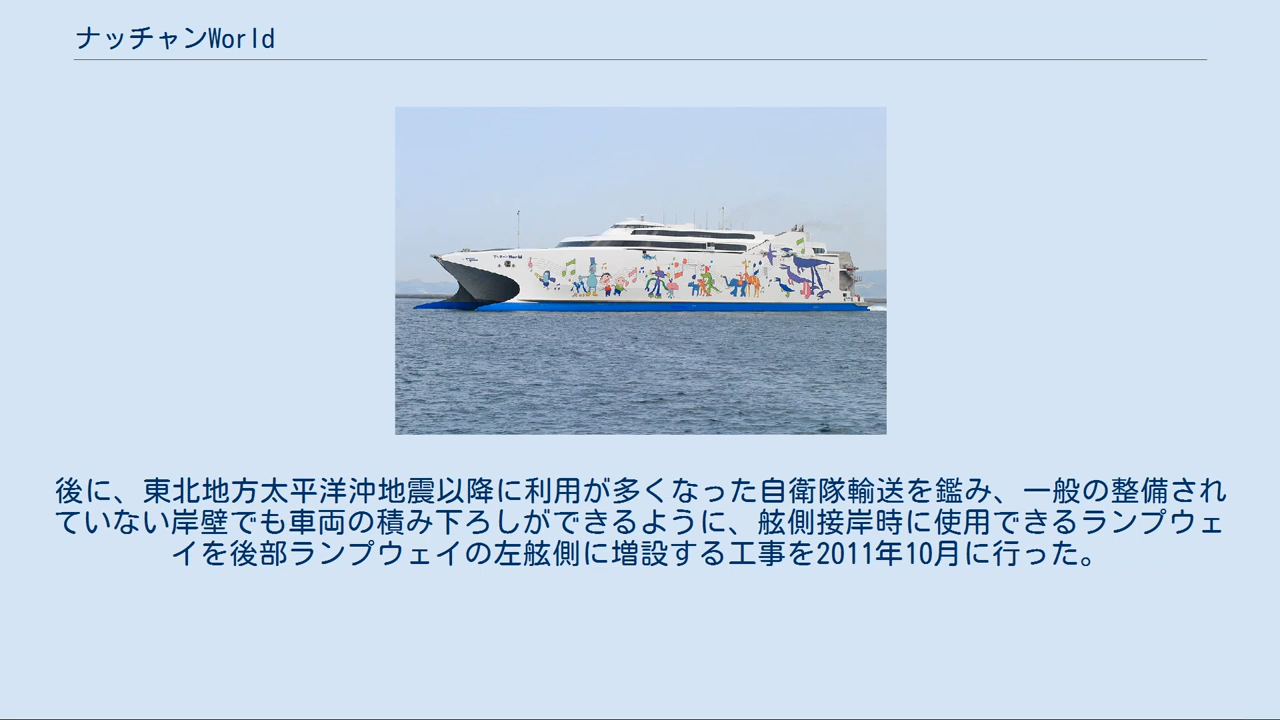 ナッチャンWorld
後に、東北地方太平洋沖地震以降に利用が多くなった自衛隊輸送を鑑み、一般の整備され
ていない岸壁でも車両の積み下ろしができるように、舷側接岸時に使用できるランプウェ
イを後部ランプウェイの左舷側に増設する工事を2011年10月に行った。